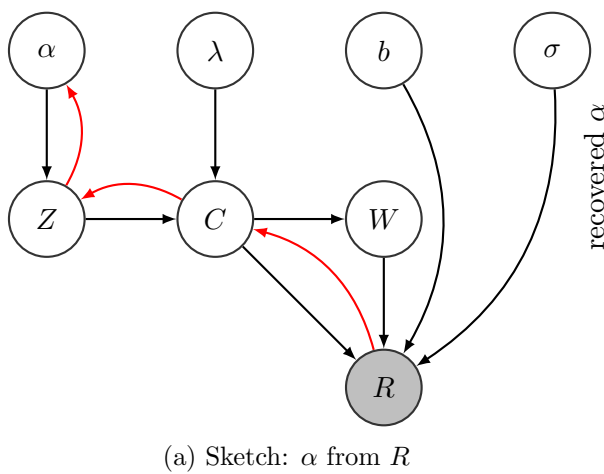 α λ b σ
Z C W
R
recovered α
(a) Sketch: α from R